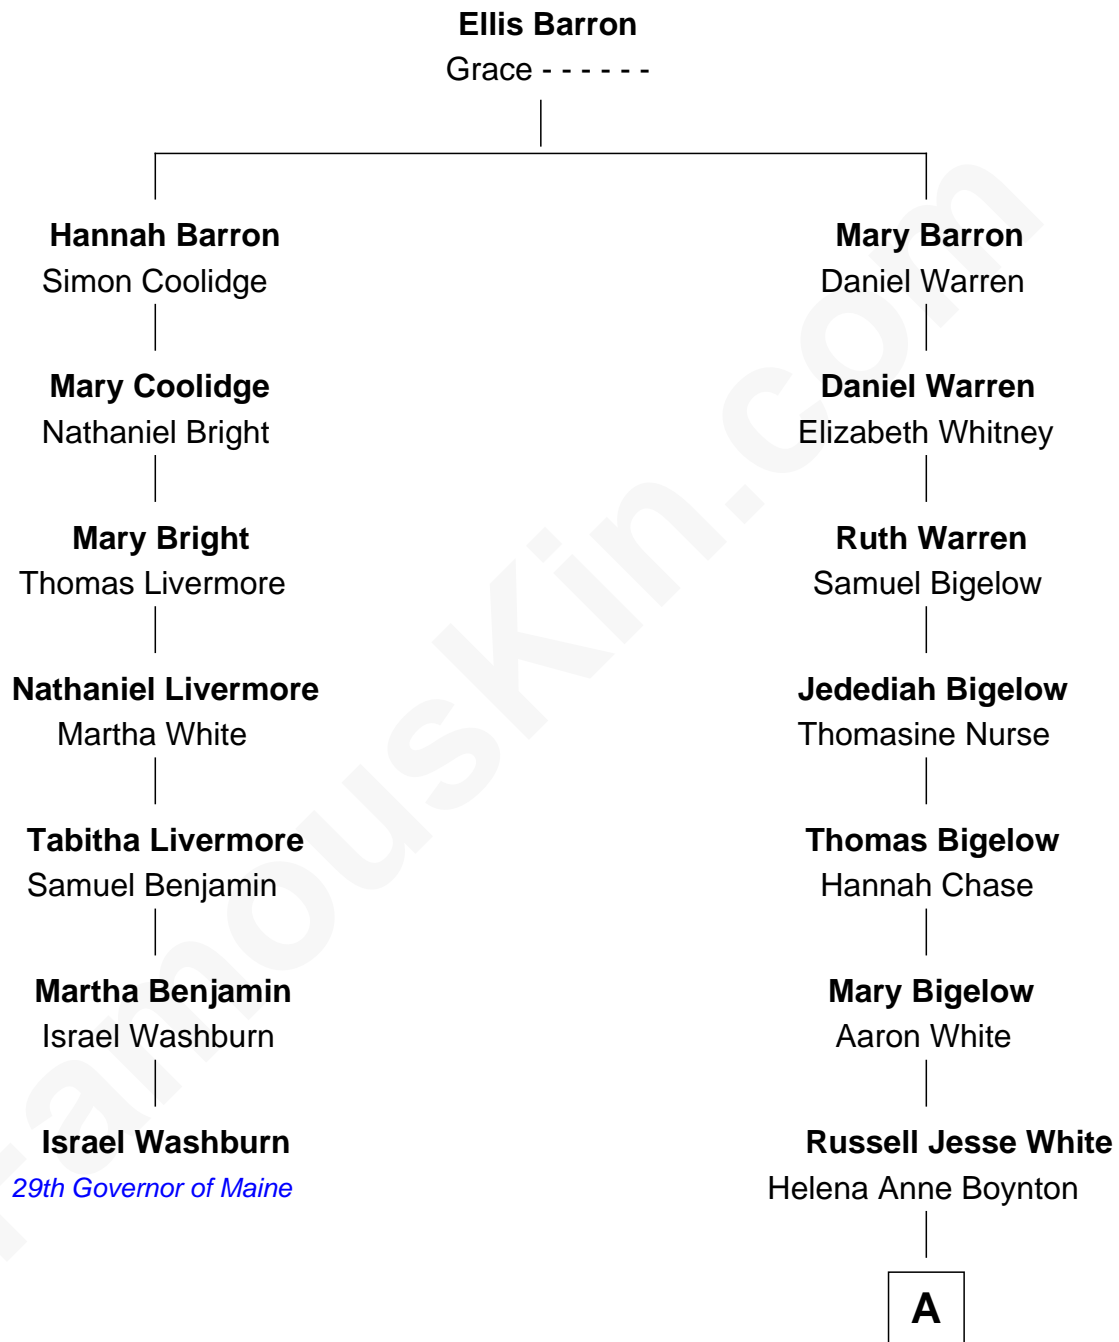 Ellis Barron
Grace - - - - - -
Hannah Barron
Simon Coolidge
Mary Barron
Daniel Warren
Mary Coolidge
Nathaniel Bright
Daniel Warren
Elizabeth Whitney
Mary Bright
Thomas Livermore
Ruth Warren
Samuel Bigelow
Nathaniel Livermore
Martha White
Jedediah Bigelow
Thomasine Nurse
Tabitha Livermore
Samuel Benjamin
Thomas Bigelow
Hannah Chase
Martha Benjamin
Israel Washburn
Mary Bigelow
Aaron White
Israel Washburn
29th Governor of Maine
Russell Jesse White
Helena Anne Boynton
A
FamousKin.com